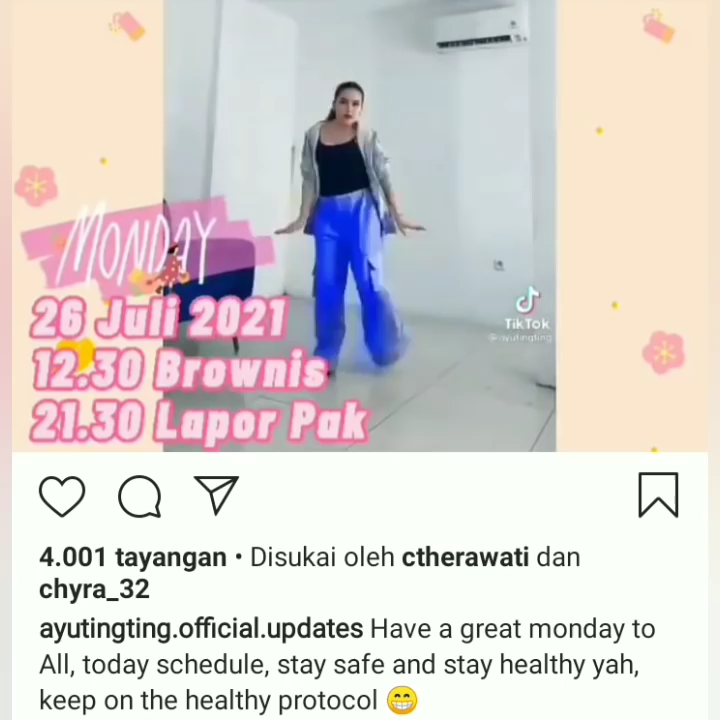 MONDAY
26 Juli 2021
12.30 Brownis
21.30 Lapor Pak
TikTok
4.001 tayangan • Disukai oleh ctherawati dan
chyra_32
ayutingting.official.updates Have a great monday to
All, today schedule, stay safe and stay healthy yah,
keep on the healthy protocol 😁